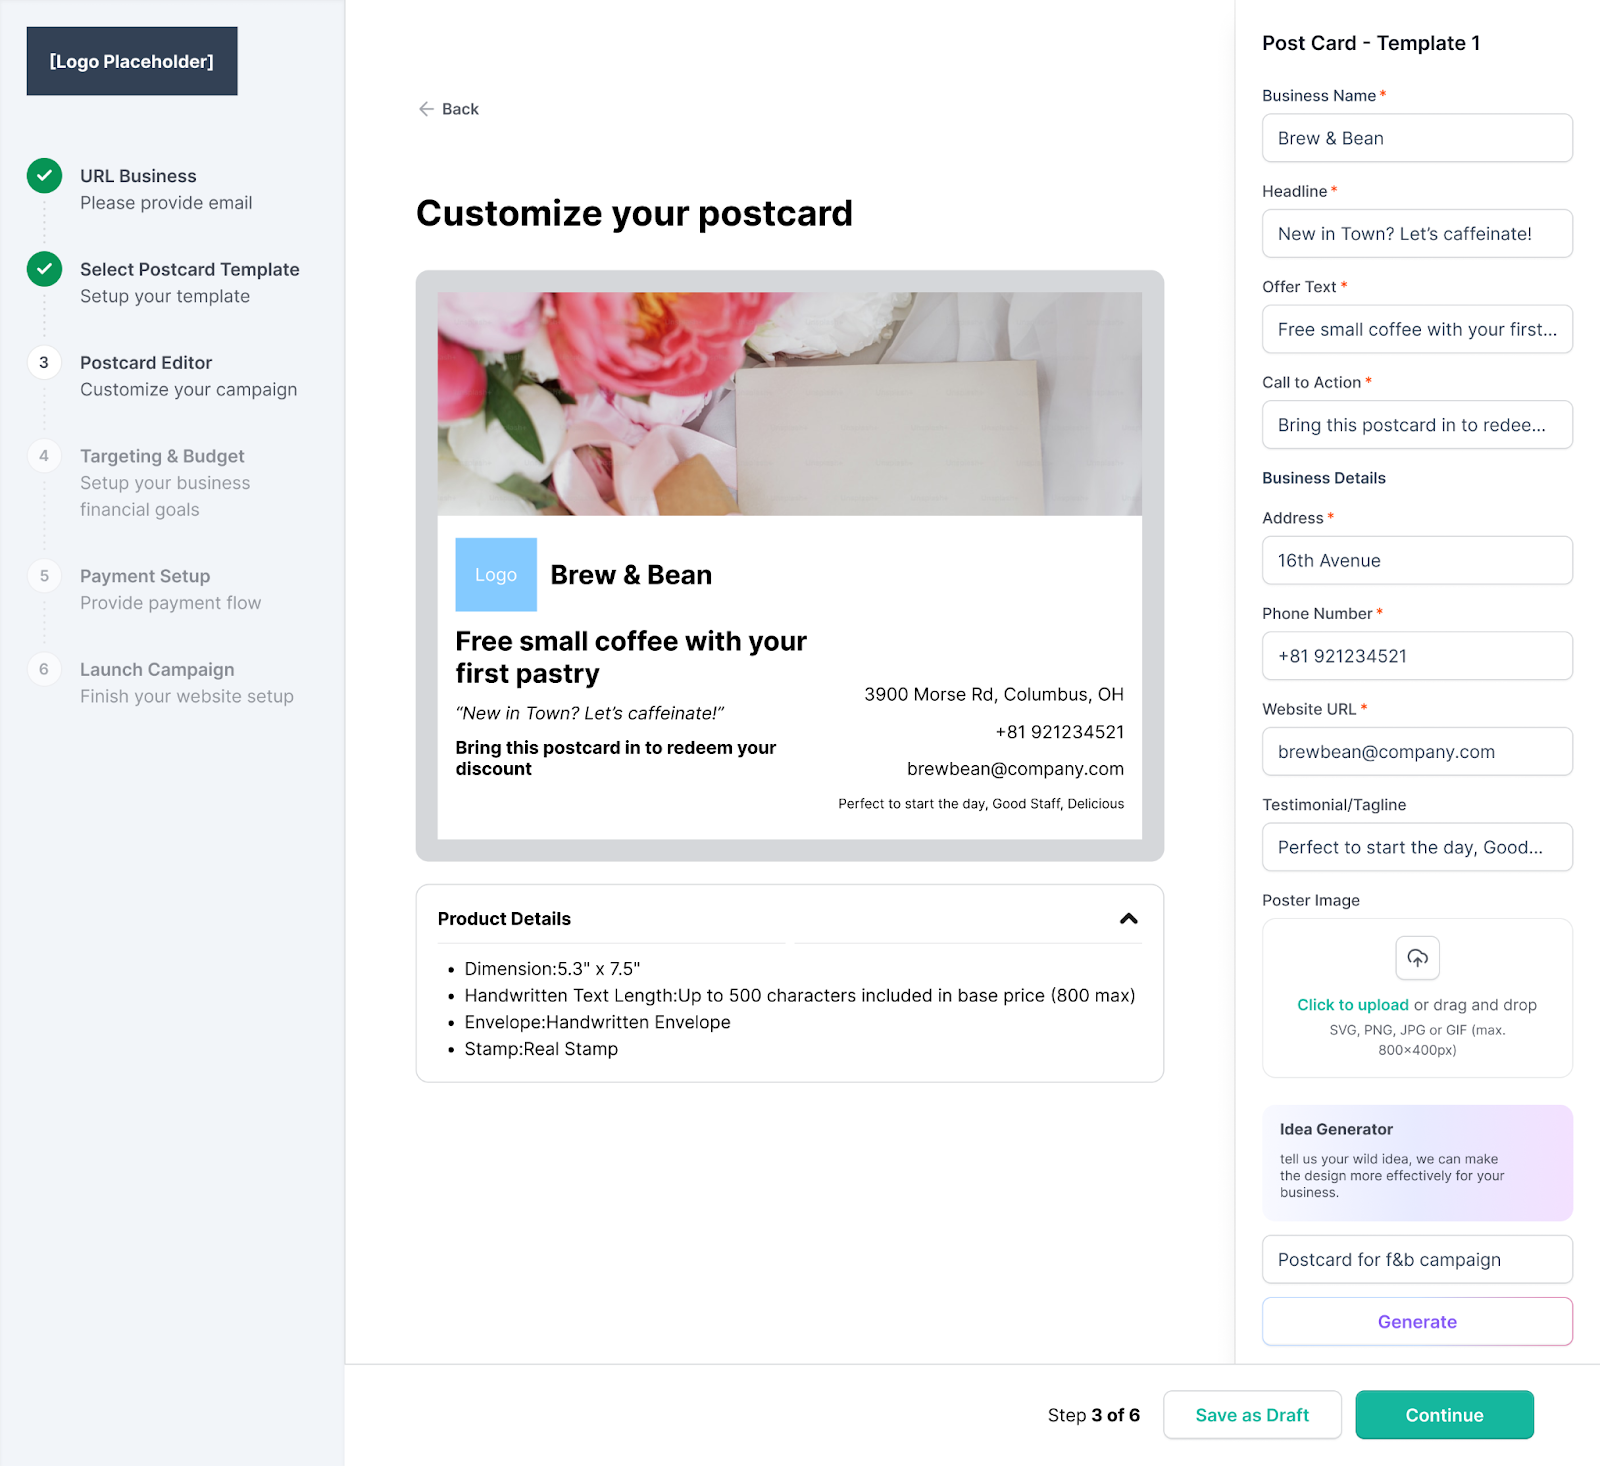 [Logo Placeholder]
URL Business
Please provide email
Select Postcard Template
Setup your template
3
Postcard Editor
Customize your campaign
4
Targeting & Budget
Setup your business
financial goals
5
Payment Setup
Provide payment flow
6
Launch Campaign
Finish your website setup
Back
Customize your postcard
Logo
Brew & Bean
Free small coffee with your
first pastry
“New in Town? Let’s caffeinate!”
Bring this postcard in to redeem your
discount
3900 Morse Rd, Columbus, OH
+81 921234521
brewbean@company.com
Perfect to start the day, Good Staff, Delicious
Product Details
• Dimension:5.3" x 7.5"
• Handwritten Text Length:Up to 500 characters included in base price (800 max)
• Envelope:Handwritten Envelope
• Stamp:Real Stamp
Post Card - Template 1
Business Name*
Brew & Bean
Headline*
New in Town? Let’s caffeinate!
Offer Text*
Free small coffee with your first...
Call to Action*
Bring this postcard in to redee...
Business Details
Address*
16th Avenue
Phone Number*
+81 921234521
Website URL*
brewbean@company.com
Testimonial/Tagline
Perfect to start the day, Good...
Poster Image
Click to upload or drag and drop
SVG, PNG, JPG or GIF (max.
800×400px)
Idea Generator
tell us your wild idea, we can make
the design more effectively for your
business.
Postcard for f&b campaign
Generate
Step 3 of 6
Save as Draft
Continue